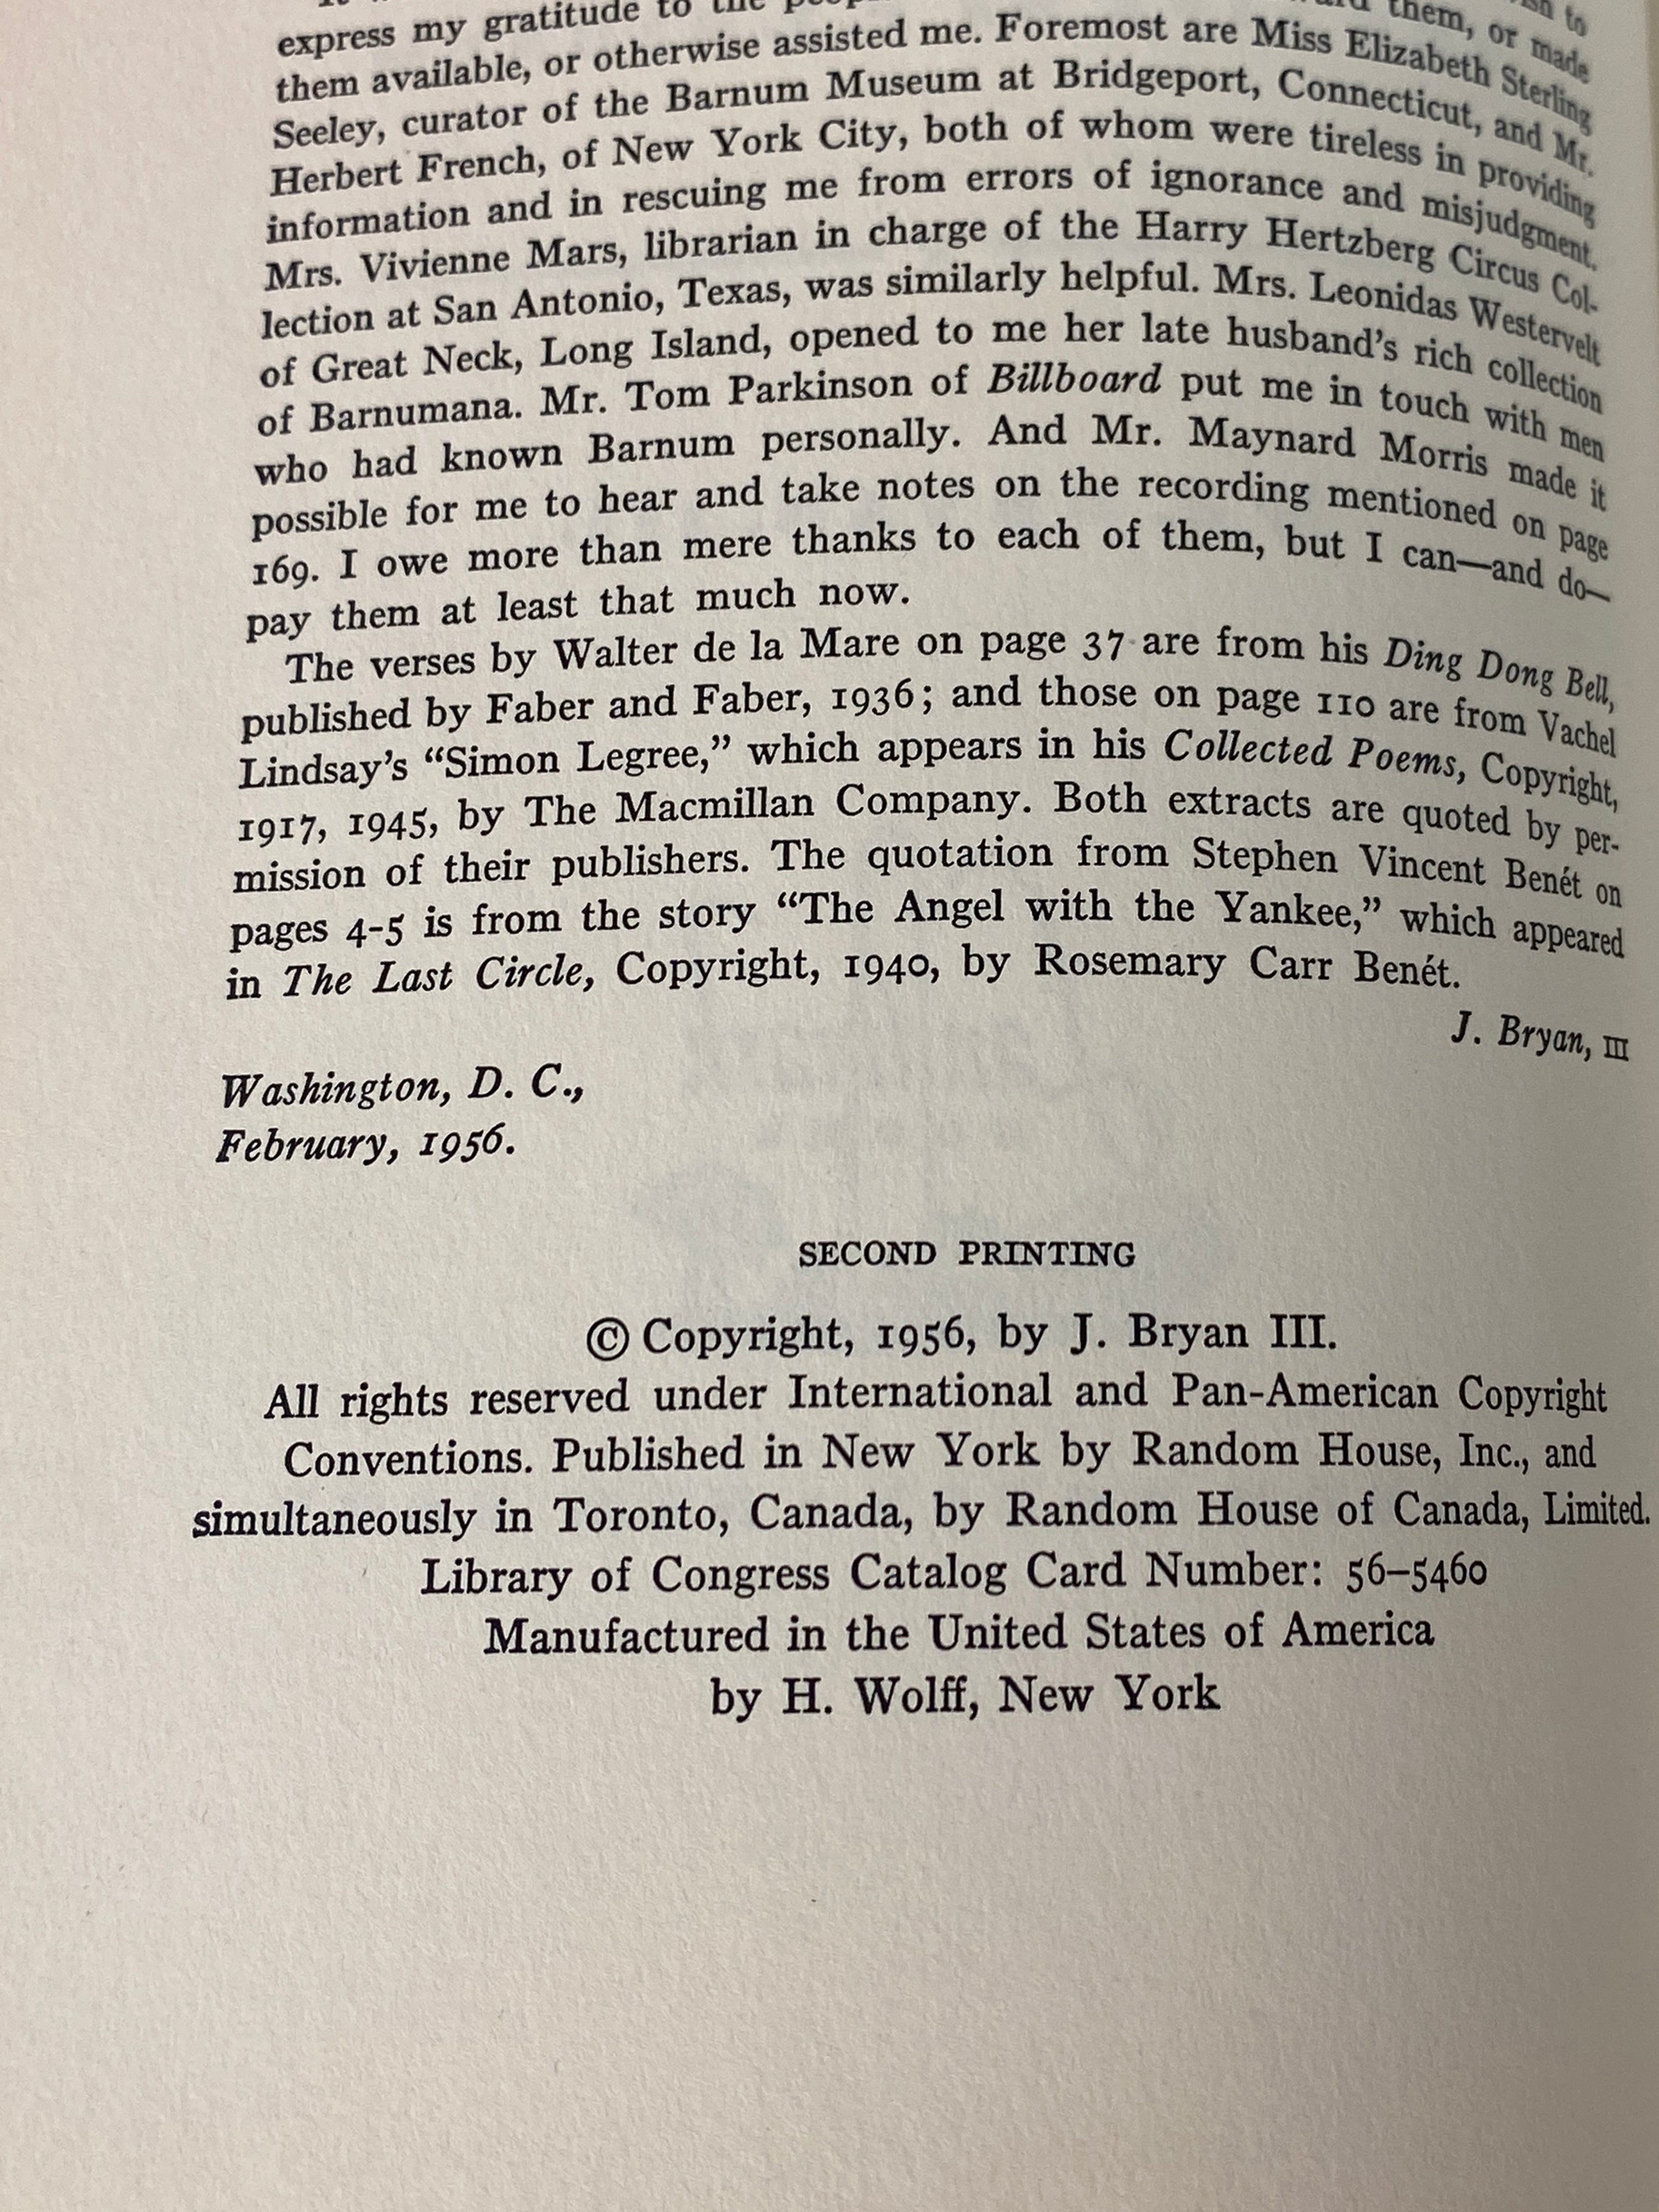 express my gratitude to the
them, or made
them available, or otherwise assisted me. Foremost are Miss Elizabeth Sterling
Seeley, curator of the Barnum Museum at Bridgeport, Connecticut, and Mr.
Herbert French, of New York City, both of whom were tireless in providing
information and in rescuing me from errors of ignorance and misjudgment.
Mrs. Vivienne Mars, librarian in charge of the Harry Hertzberg Circus Col-
lection at San Antonio, Texas, was similarly helpful. Mrs. Leonidas Westervelt
of Great Neck, Long Island, opened to me her late husband's rich collection
of Barnumana. Mr. Tom Parkinson of Billboard put me in touch with men
who had known Barnum personally. And Mr. Maynard Morris made it
possible for me to hear and take notes on the recording mentioned on page
169. I owe more than mere thanks to each of them, but I can—and do—
pay them at least that much now.
The verses by Walter de la Mare on page 37 are from his Ding Dong Bell,
published by Faber and Faber, 1936; and those on page 110 are from Vachel
Lindsay's “Simon Legree,” which appears in his Collected Poems, Copyright,
1917, 1945, by The Macmillan Company. Both extracts are quoted by per-
mission of their publishers. The quotation from Stephen Vincent Benét on
pages 4-5 is from the story “The Angel with the Yankee,” which appeared
in The Last Circle, Copyright, 1940, by Rosemary Carr Benét.
J. Bryan, III
Washington, D. C.,
February, 1956.
SECOND PRINTING
© Copyright, 1956, by J. Bryan III.
All rights reserved under International and Pan-American Copyright
Conventions. Published in New York by Random House, Inc., and
simultaneously in Toronto, Canada, by Random House of Canada, Limited.
Library of Congress Catalog Card Number: 56–5460
Manufactured in the United States of America
by H. Wolff, New York